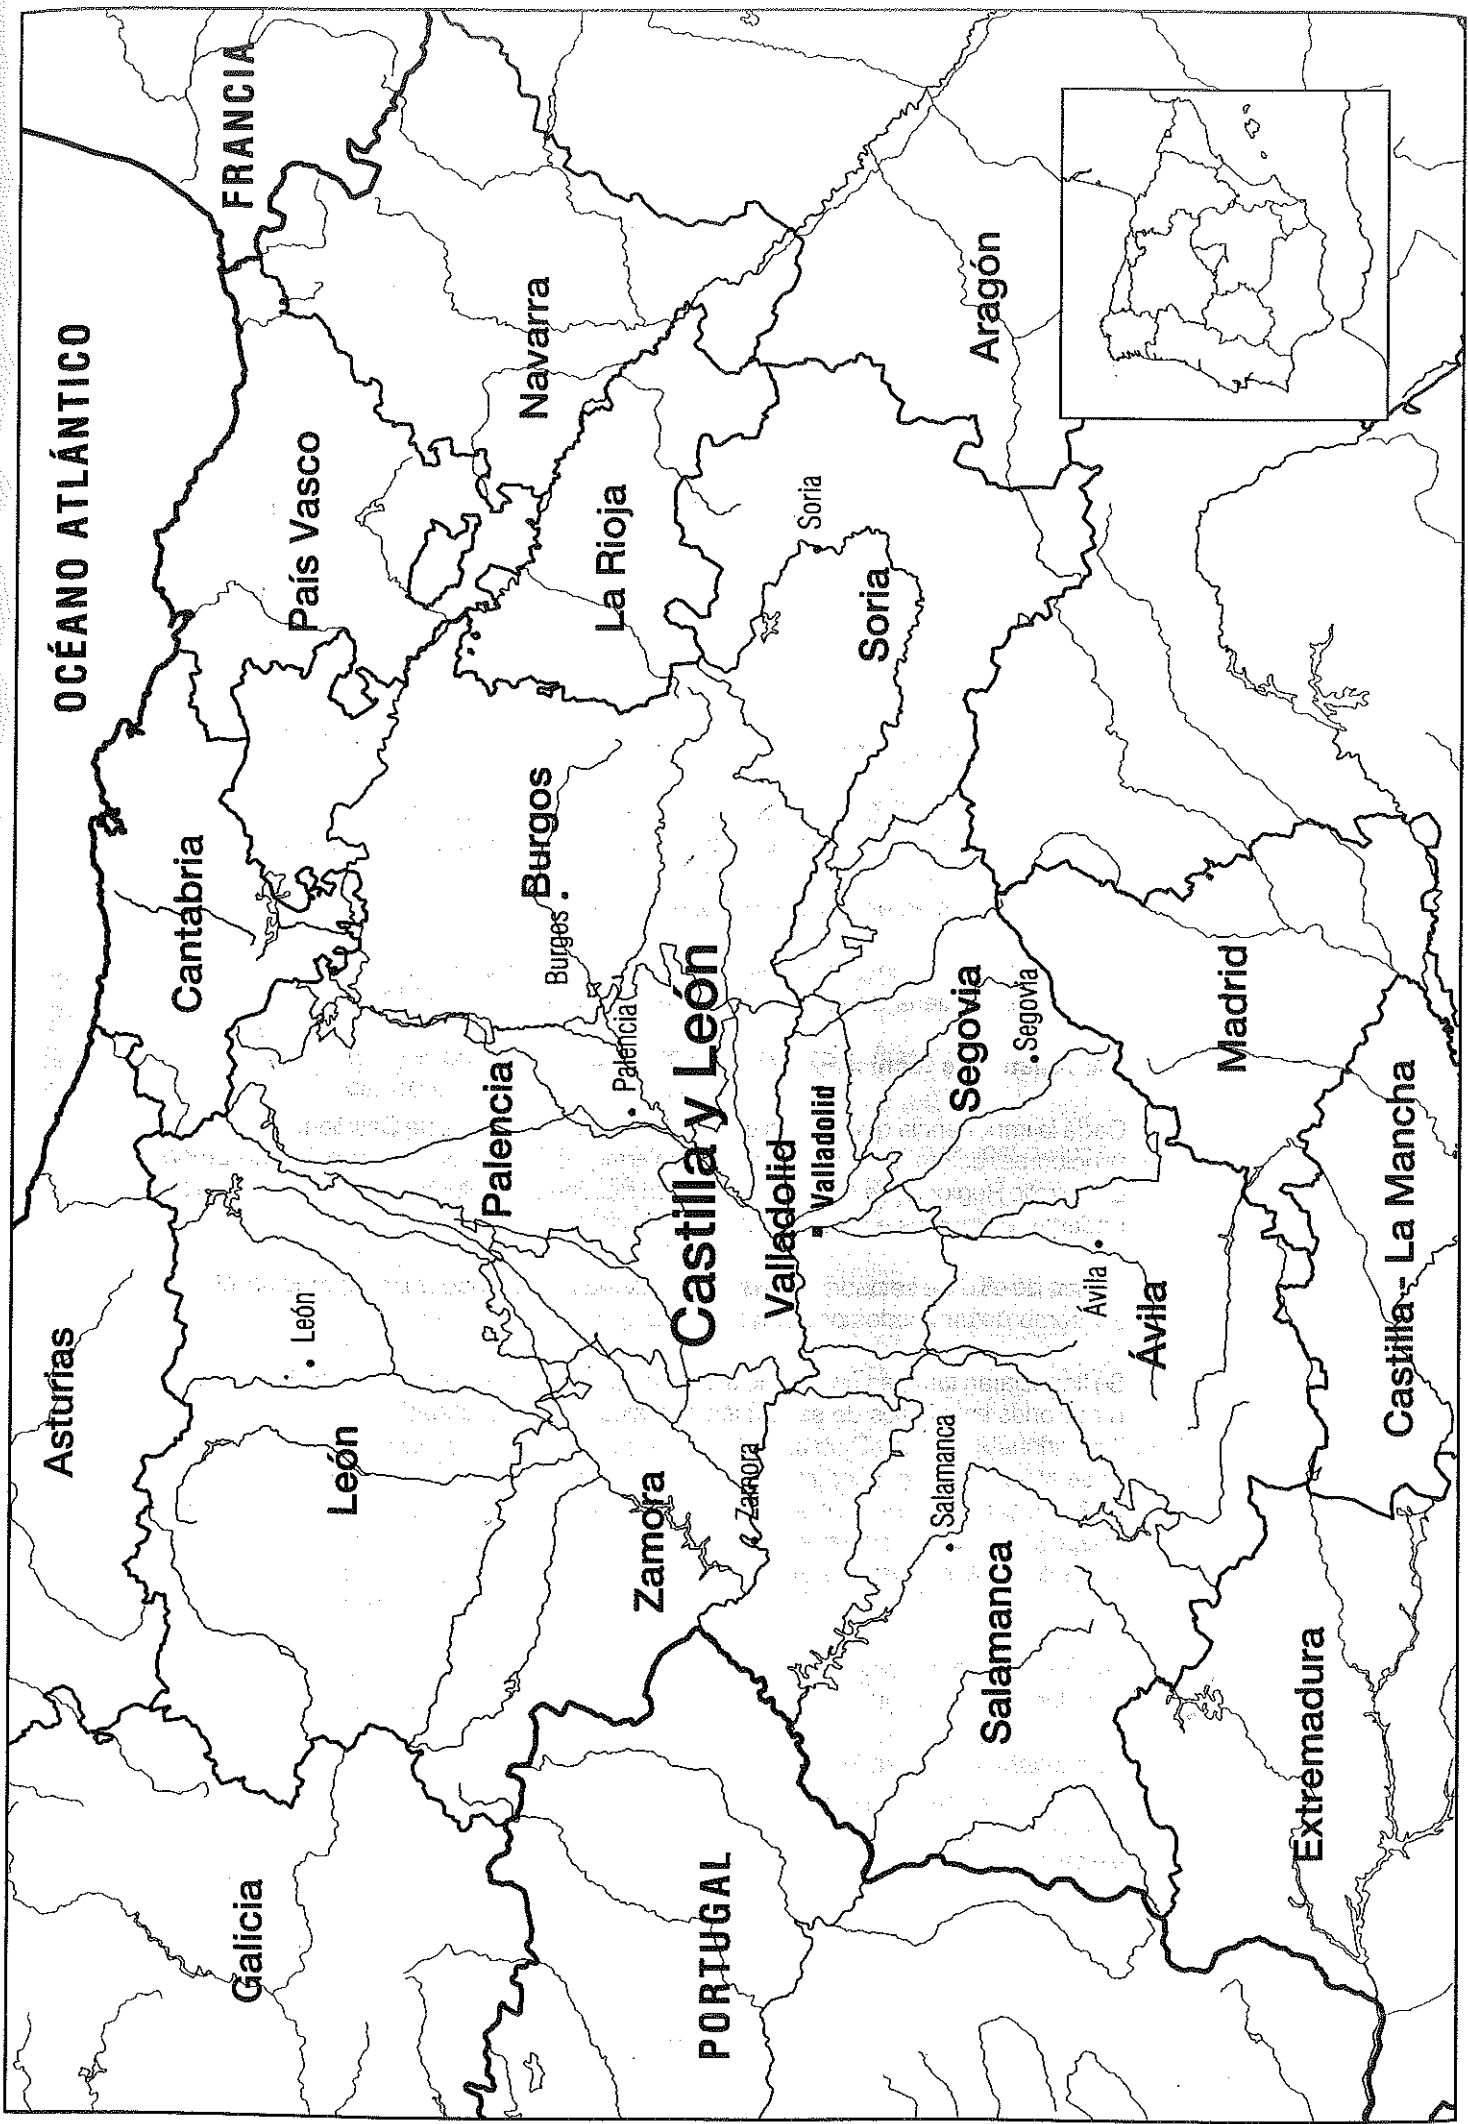 OCÉANO ATLÁNTICO
FRANCIA
Asturias
Cantabria
País Vasco
Galicia
León
León
Palencia
Burgos
Burgos
Navarra
La Rioja
Zamora
Zamora
Palencia
Castilla y León
Valladolid
Valladolid
Soria
Soria
PORTUGAL
Salamanca
Salamanca
Segovia
Segovia
Aragón
Ávila
Ávila
Madrid
Extremadura
Castilla - La Mancha